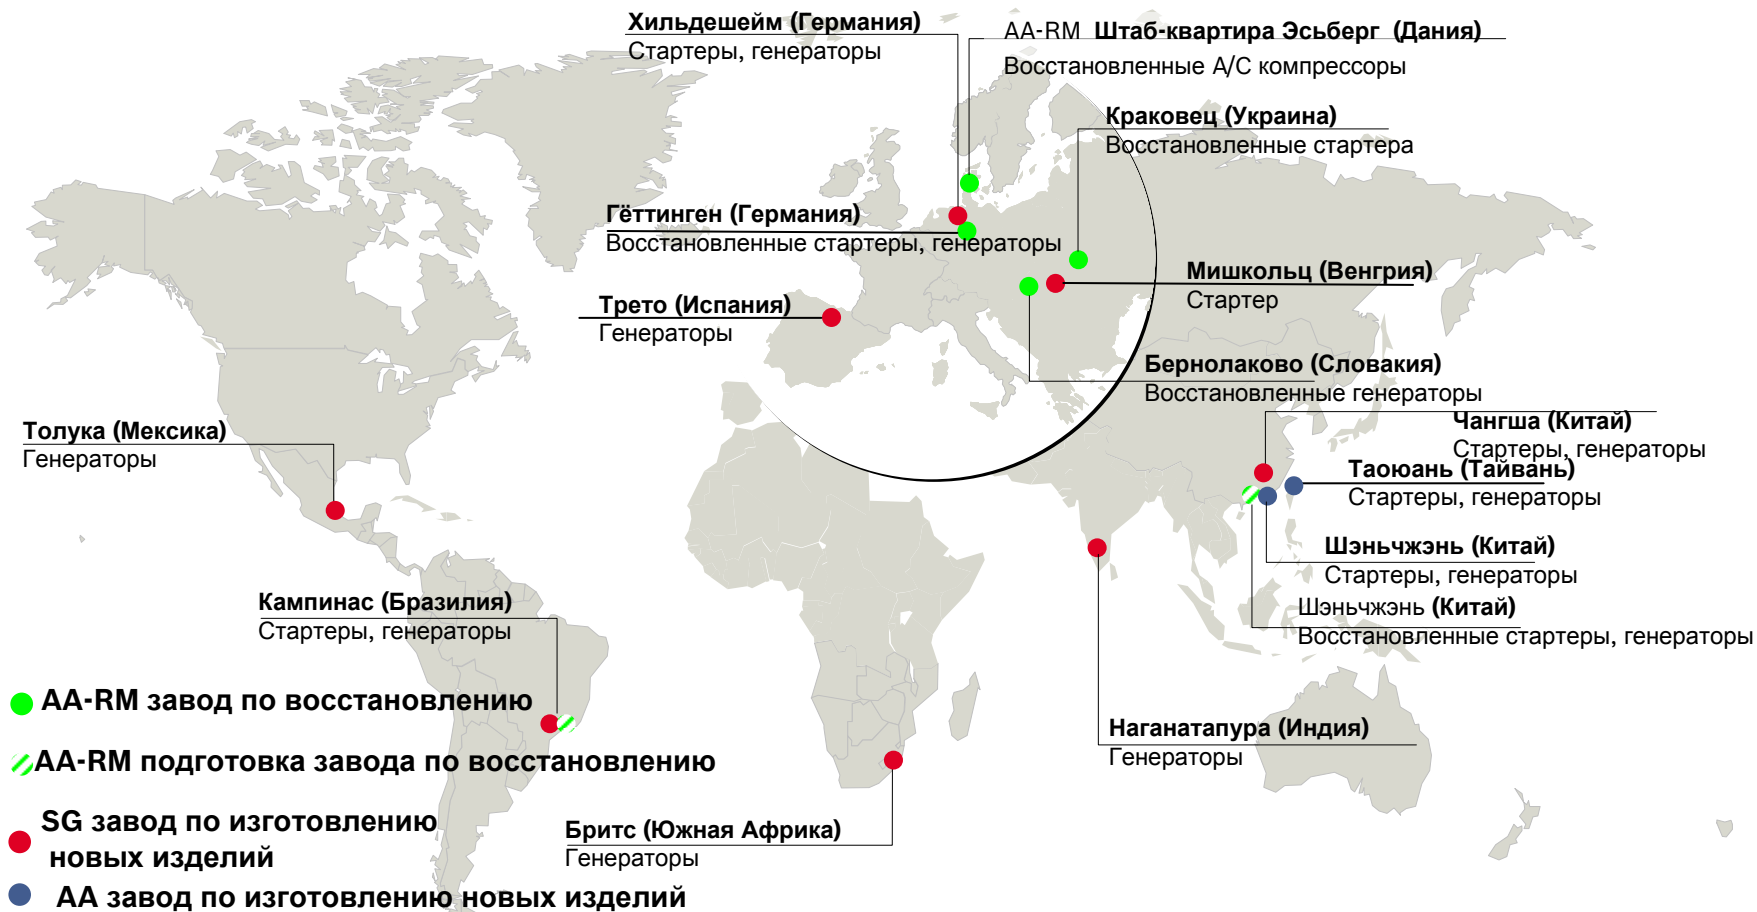 Хильдешейм (Германия)
Стартеры, генераторы
AA-RM Штаб-квартира Эсьберг (Дания)
Восстановленные A/C компрессоры
Краковец (Украина)
Восстановленные стартера
Гёттинген (Германия)
Восстановленные стартеры, генераторы
Мишкольц (Венгрия)
Стартер
Трето (Испания)
Генераторы
Бернолаково (Словакия)
Восстановленные генераторы
Чангша (Китай)
Стартеры, генераторы
Толука (Мексика)
Генераторы
Таоюань (Тайвань)
Стартеры, генераторы
Шэньчжэнь (Китай)
Стартеры, генераторы
Шэньчжэнь (Китай)
Восстановленные стартеры, генераторы
Кампинас (Бразилия)
Стартеры, генераторы
Наганатапура (Индия)
Генераторы
Бритс (Южная Африка)
Генераторы
AA-RM завод по восстановлению
AA-RM подготовка завода по восстановлению
SG завод по изготовлению
новых изделий
AA завод по изготовлению новых изделий